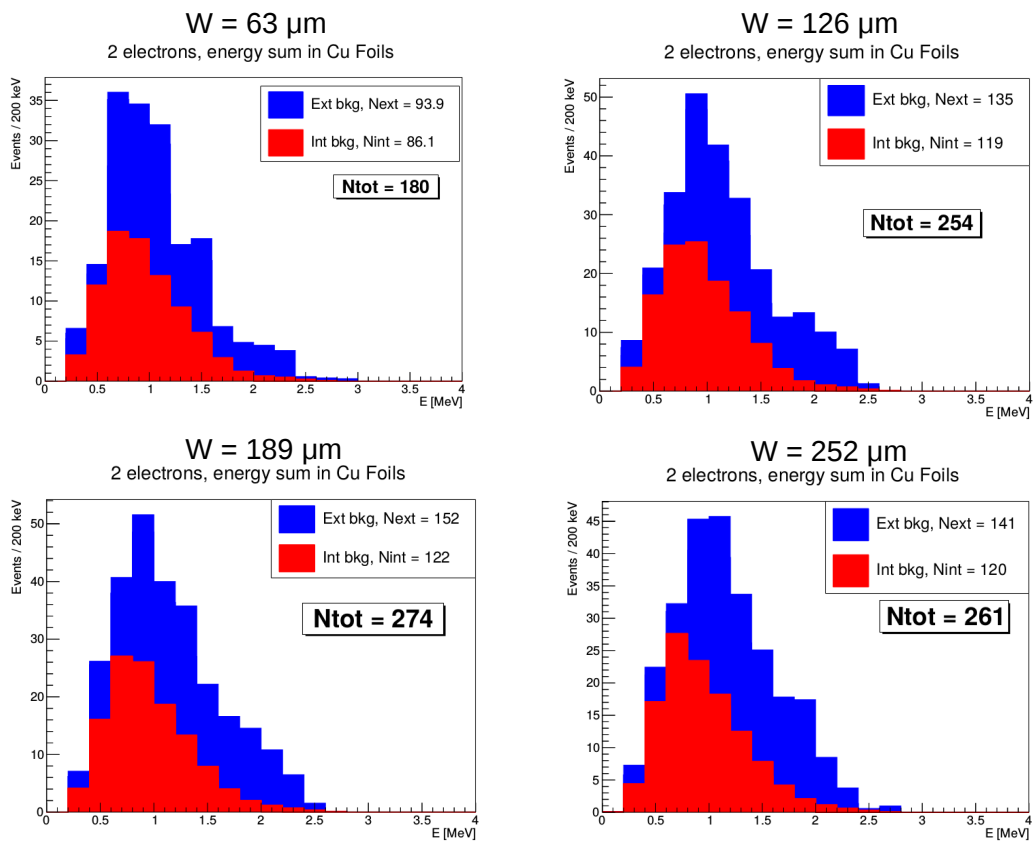 W = 63 μm
2 electrons, energy sum in Cu Foils
Events / 200 keV
35
30
25
20
15
10
5
0
Ext bkg, Next = 93.9
Int bkg, Nint = 86.1
Ntot = 180
0 0.5 1 1.5 2 2.5 3 3.5 4
E [MeV]
W = 126 μm
2 electrons, energy sum in Cu Foils
Events / 200 keV
50
40
30
20
10
0
Ext bkg, Next = 135
Int bkg, Nint = 119
Ntot = 254
0 0.5 1 1.5 2 2.5 3 3.5 4
E [MeV]
W = 189 μm
2 electrons, energy sum in Cu Foils
Events / 200 keV
50
40
30
20
10
0
Ext bkg, Next = 152
Int bkg, Nint = 122
Ntot = 274
0 0.5 1 1.5 2 2.5 3 3.5 4
E [MeV]
W = 252 μm
2 electrons, energy sum in Cu Foils
Events / 200 keV
45
40
35
30
25
20
15
10
5
0
Ext bkg, Next = 141
Int bkg, Nint = 120
Ntot = 261
0 0.5 1 1.5 2 2.5 3 3.5 4
E [MeV]